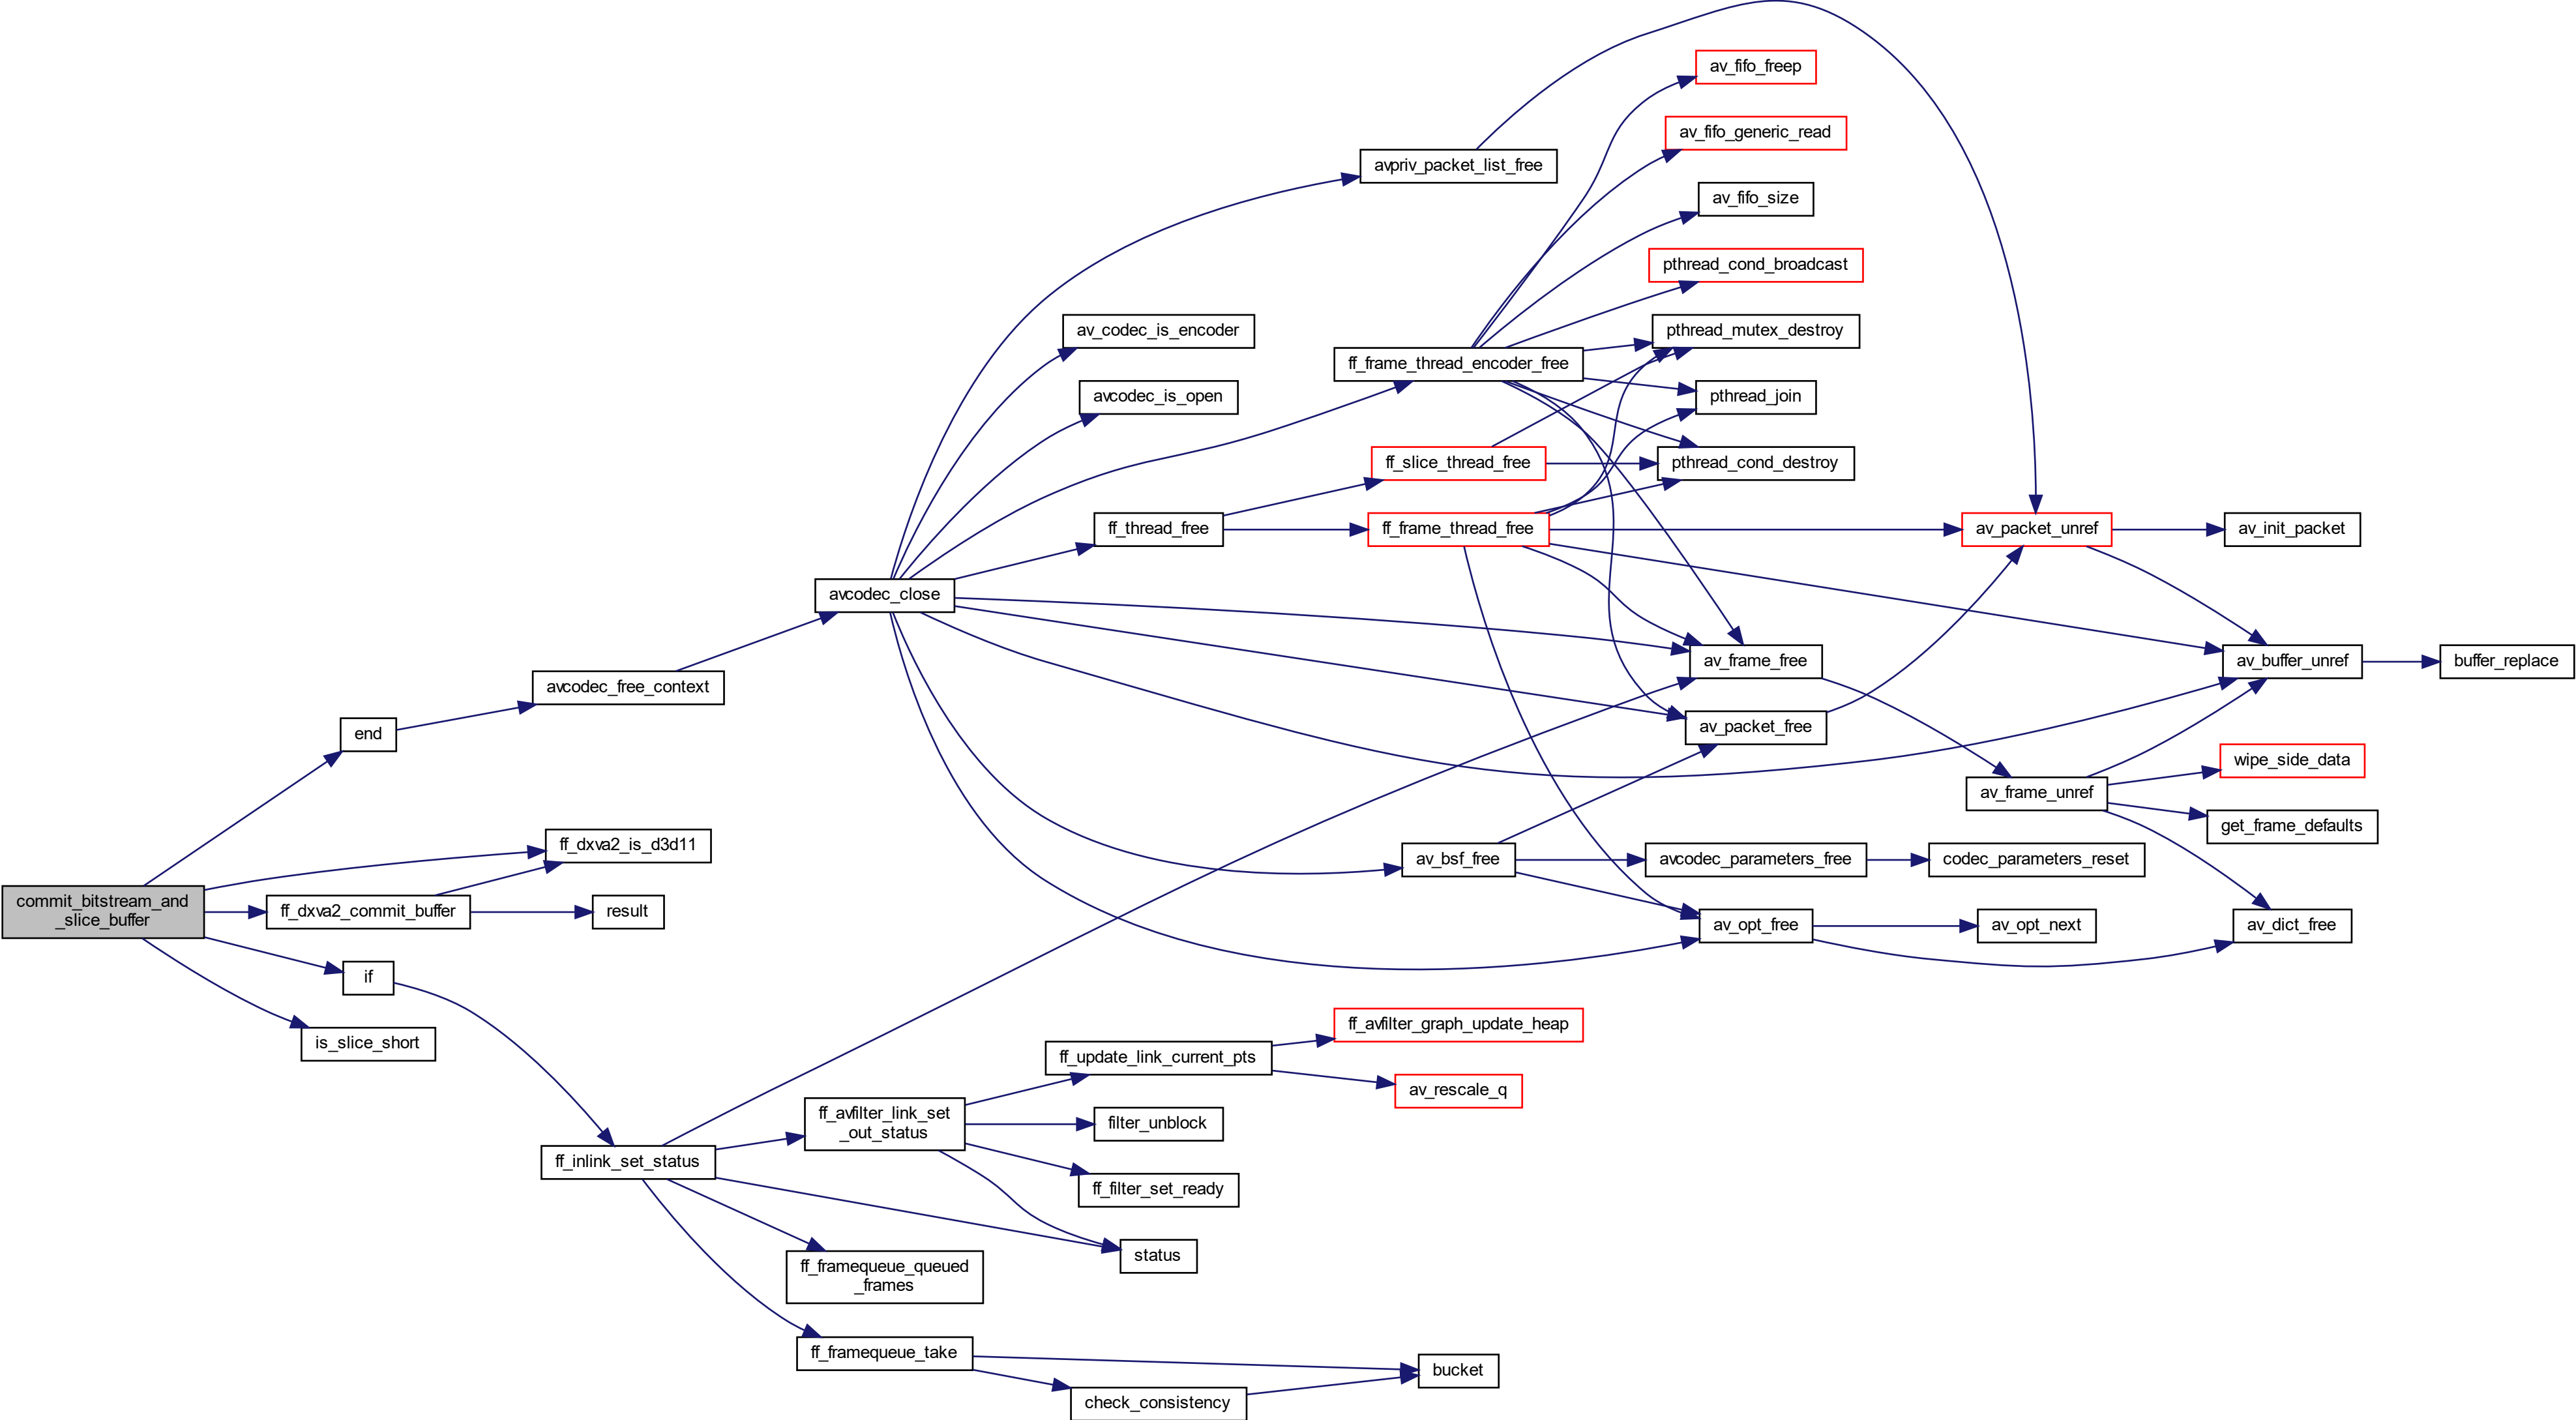 av_fifo_freep
av_fifo_generic_read
avpriv_packet_list_free
av_fifo_size
pthread_cond_broadcast
av_codec_is_encoder
pthread_mutex_destroy
ff_frame_thread_encoder_free
avcodec_is_open
pthread_join
ff_slice_thread_free
pthread_cond_destroy
ff_thread_free
ff_frame_thread_free
av_packet_unref
av_init_packet
avcodec_close
av_frame_free
av_buffer_unref
buffer_replace
avcodec_free_context
end
av_packet_free
wipe_side_data
av_frame_unref
get_frame_defaults
ff_dxva2_is_d3d11
av_bsf_free
avcodec_parameters_free
codec_parameters_reset
commit_bitstream_and
_slice_buffer
ff_dxva2_commit_buffer
result
av_opt_free
av_opt_next
av_dict_free
if
ff_avfilter_graph_update_heap
is_slice_short
ff_update_link_current_pts
av_rescale_q
ff_avfilter_link_set
_out_status
filter_unblock
ff_inlink_set_status
ff_filter_set_ready
status
ff_framequeue_queued
_frames
ff_framequeue_take
bucket
check_consistency